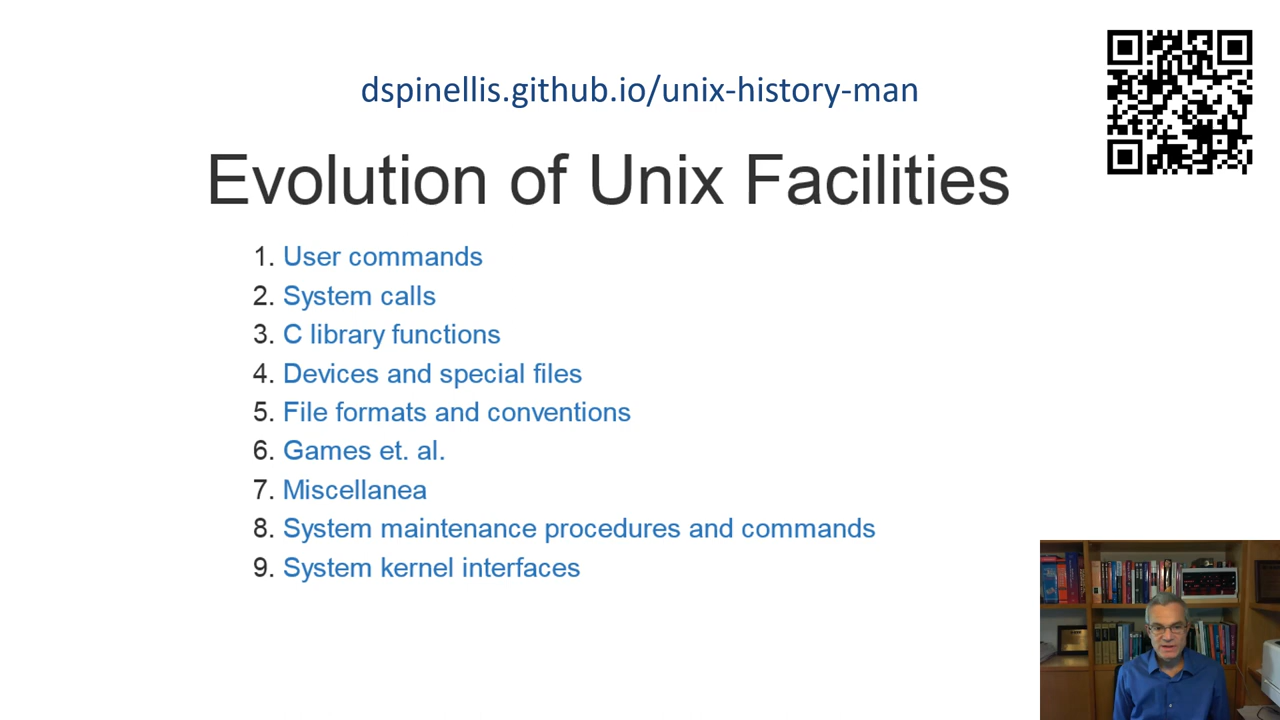 dspinellis.github.io/unix-history-man
Evolution of Unix Facilities
1. User commands
2. System calls
3. C library functions
4. Devices and special files
5. File formats and conventions
6. Games et. al.
7. Miscellanea
8. System maintenance procedures and commands
9. System kernel interfaces